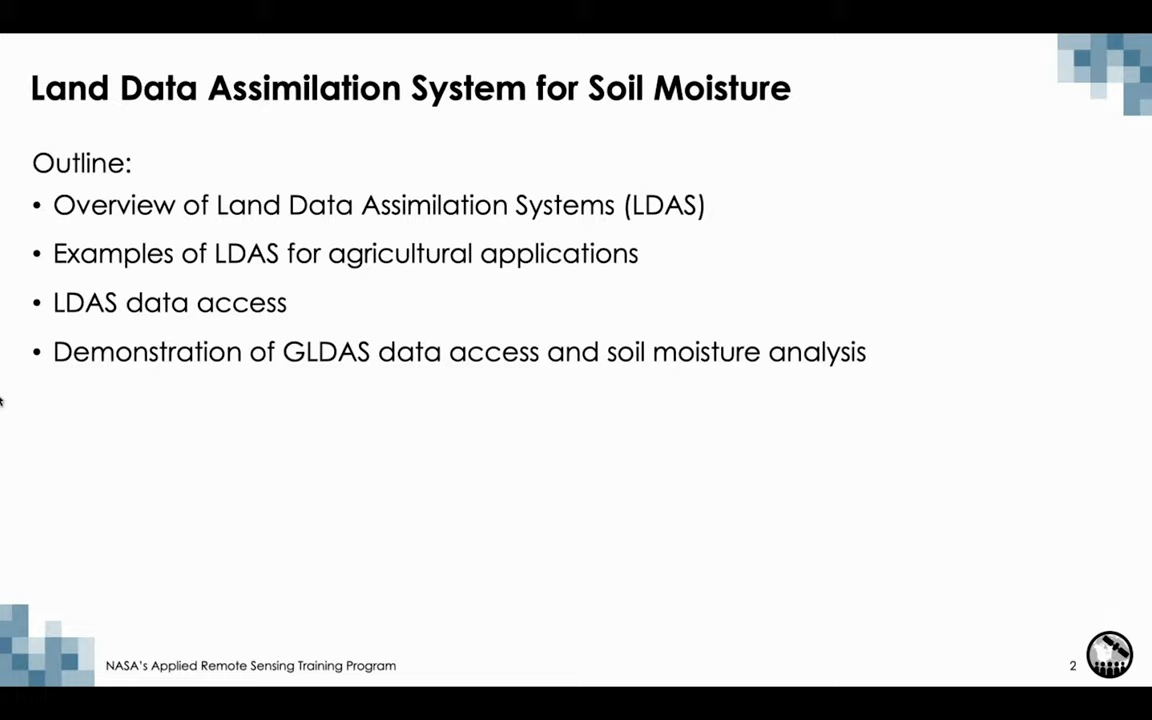 Land Data Assimilation System for Soil Moisture
Outline:
• Overview of Land Data Assimilation Systems (LDAS)
• Examples of LDAS for agricultural applications
• LDAS data access
• Demonstration of GLDAS data access and soil moisture analysis
NASA's Applied Remote Sensing Training Program
2